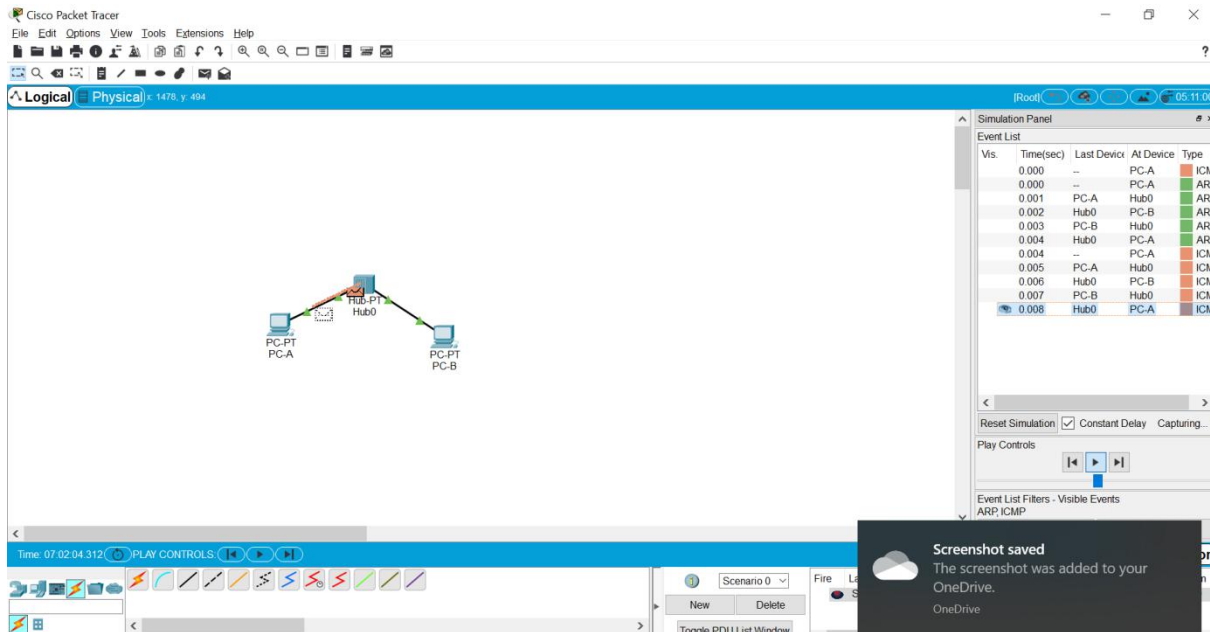 Cisco Packet Tracer
File Edit Options View Tools Extensions Help
?
Logical Physical x: 1478, y: 494
[Root] 05:11:00
Simulation Panel
Event List
Vis. Time(sec) Last Device At Device Type
0.000 -- PC-A ICM
0.000 -- PC-A AR
0.001 PC-A Hub0 AR
0.002 Hub0 PC-B AR
0.003 PC-B Hub0 AR
0.004 Hub0 PC-A AR
0.004 -- PC-A ICM
0.005 PC-A Hub0 ICM
0.006 Hub0 PC-B ICM
0.007 PC-B Hub0 ICM
0.008 Hub0 PC-A ICM
Hub-PT
Hub0
PC-PT
PC-A
PC-PT
PC-B
Reset Simulation Constant Delay Capturing...
Play Controls
Event List Filters - Visible Events
ARP, ICMP
Time: 07:02:04.312 PLAY CONTROLS:
Screenshot saved
The screenshot was added to your
OneDrive.
OneDrive
Scenario 0
Fire La
New Delete
Toggle PDU List Window